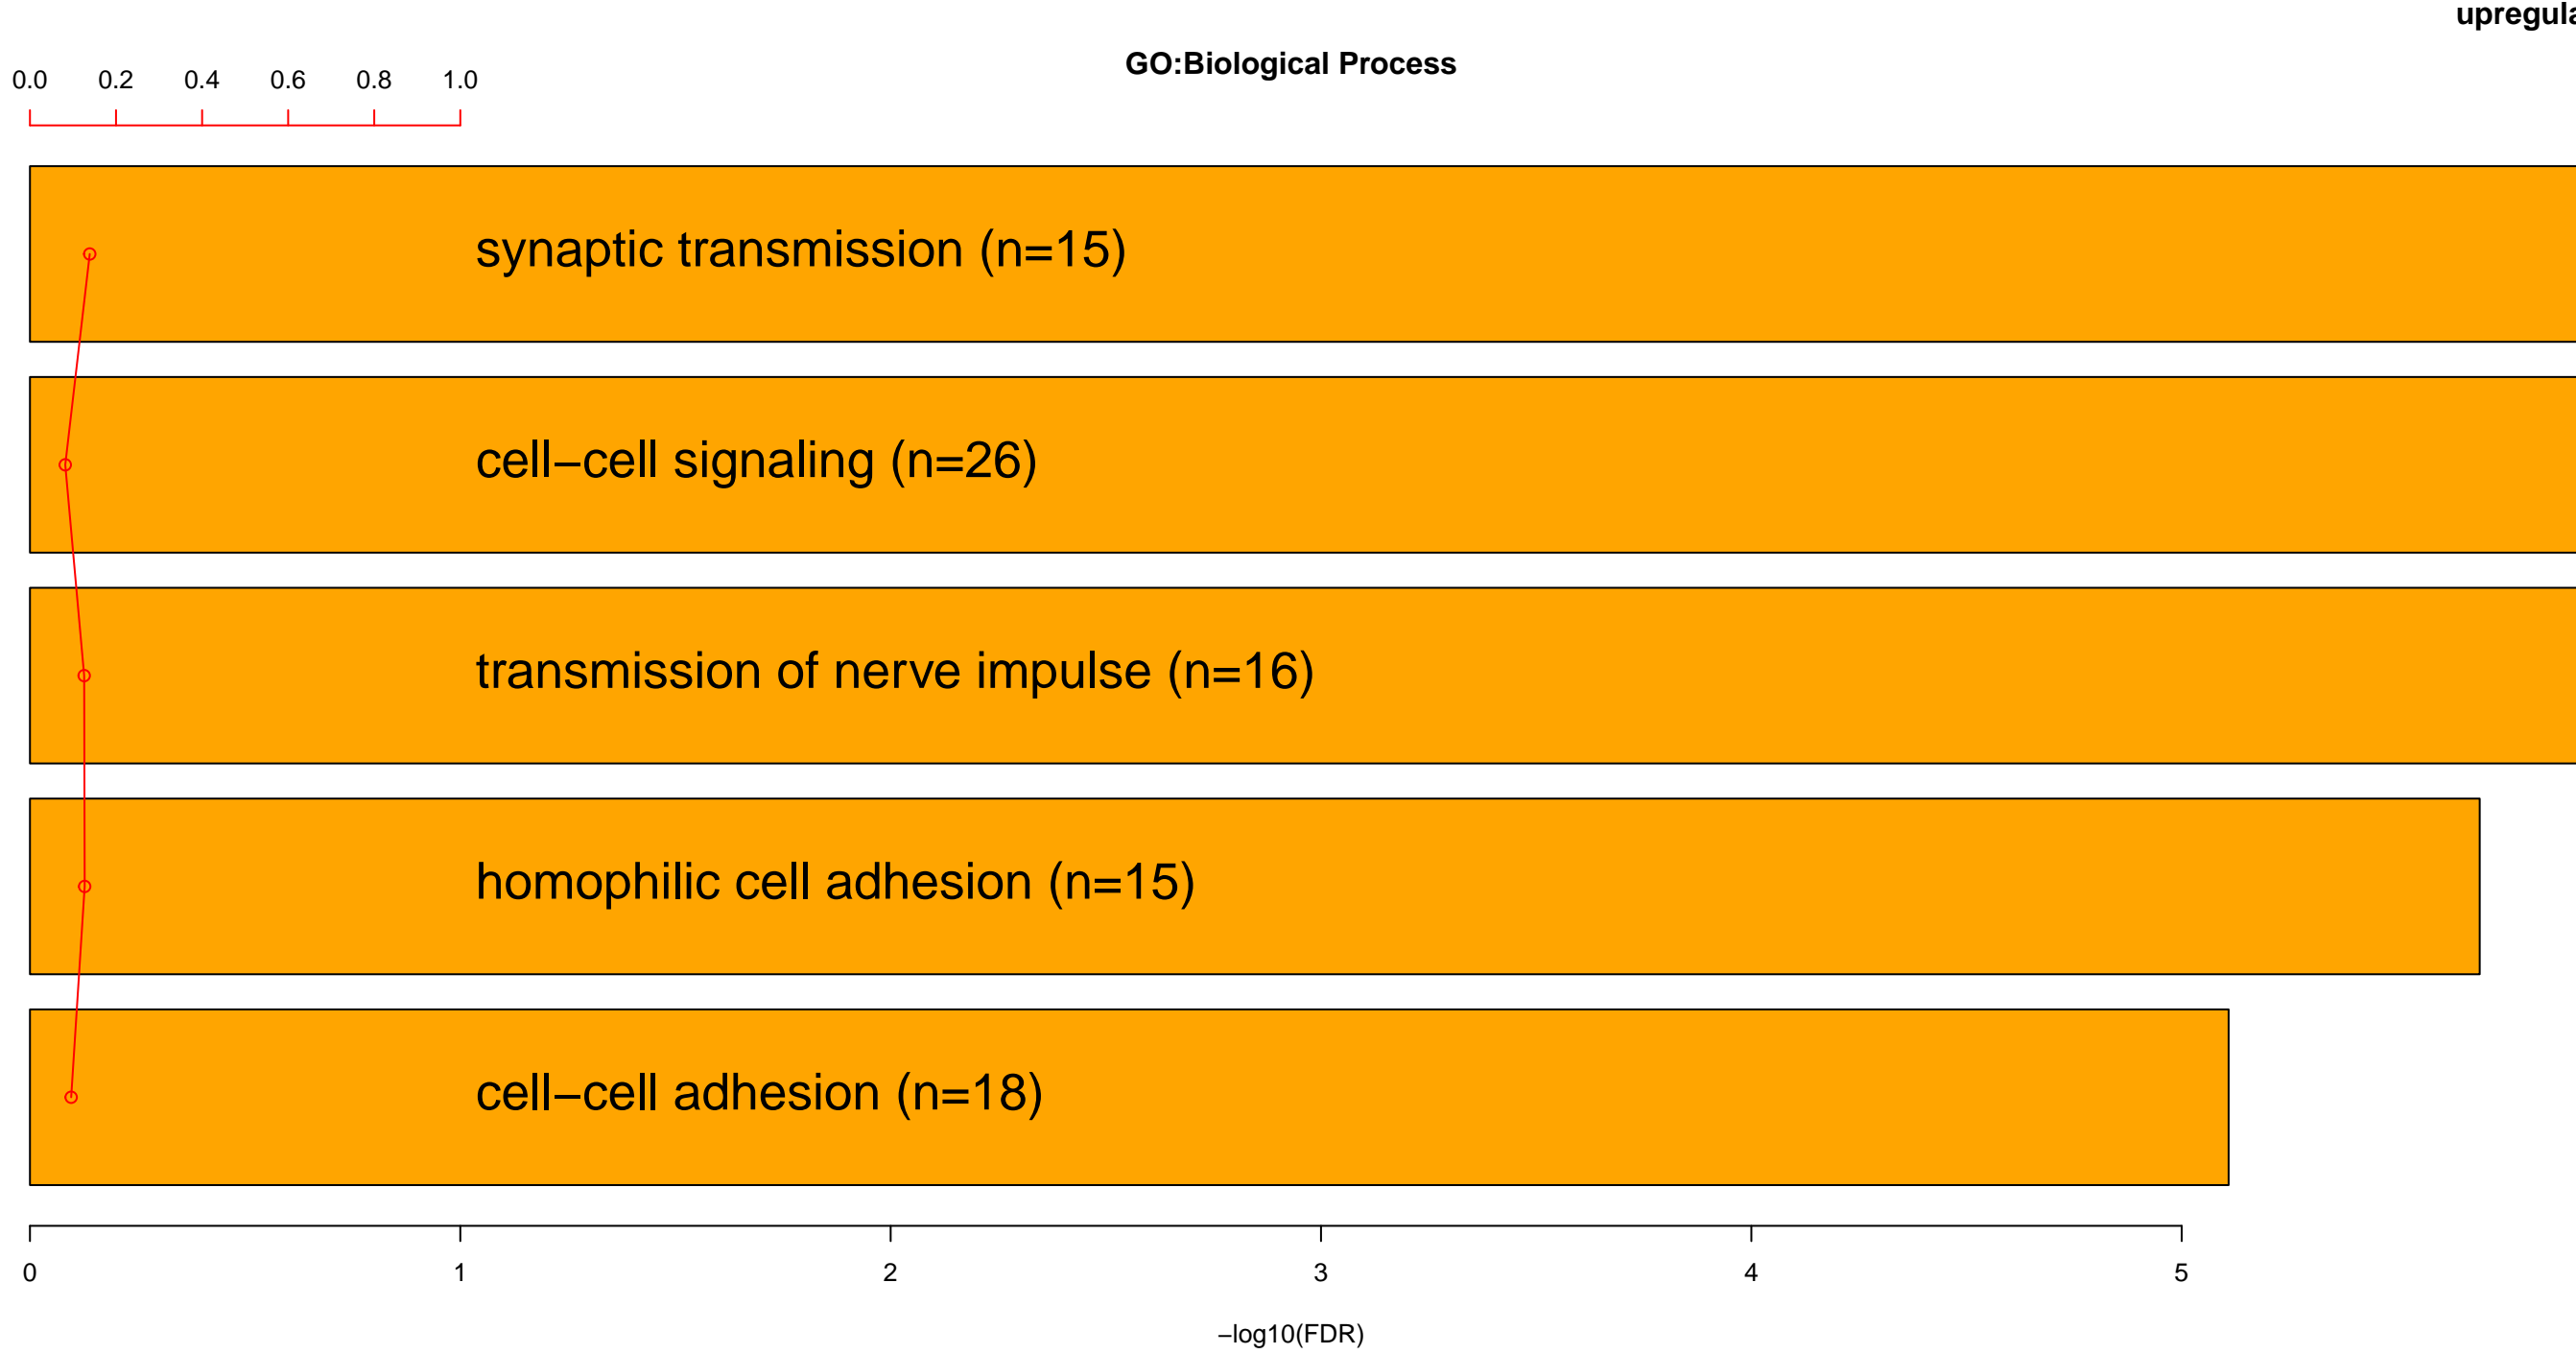 upregula
GO:Biological Process
0.0 0.2 0.4 0.6 0.8 1.0
synaptic transmission (n=15)
cell−cell signaling (n=26)
transmission of nerve impulse (n=16)
homophilic cell adhesion (n=15)
cell−cell adhesion (n=18)
0 1 2 3 4 5
−log10(FDR)